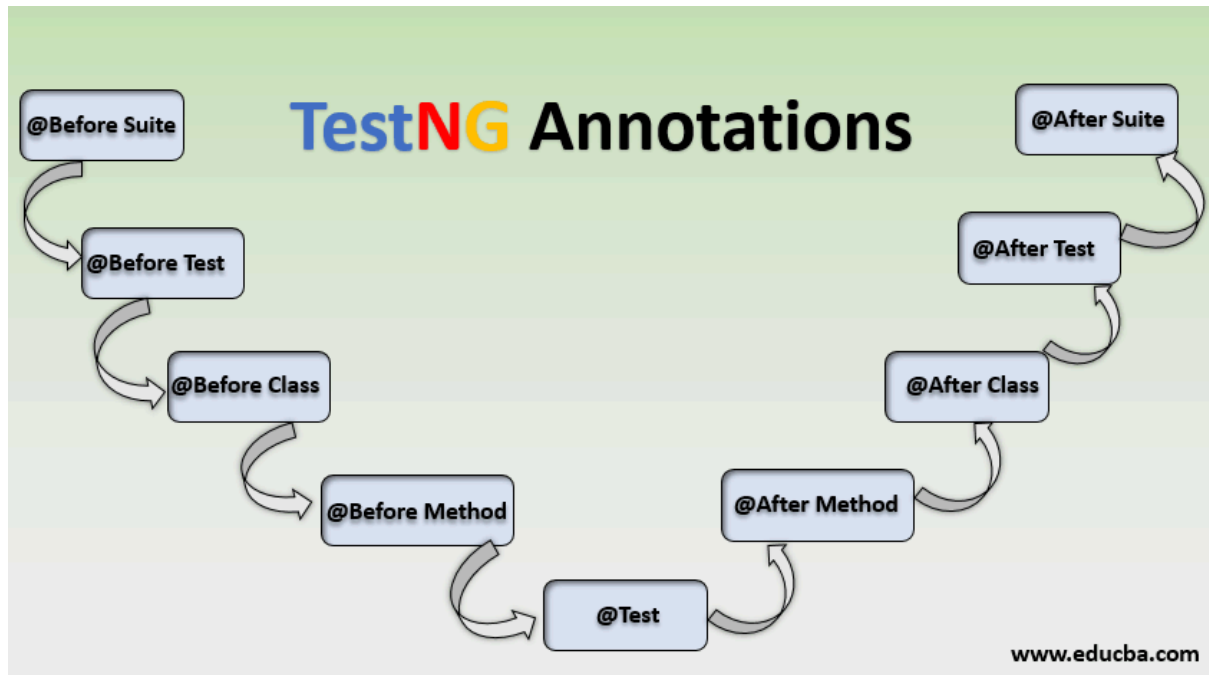 TestNG Annotations
@Before Suite
@Before Test
@Before Class
@Before Method
@Test
@After Method
@After Class
@After Test
@After Suite
www.educba.com